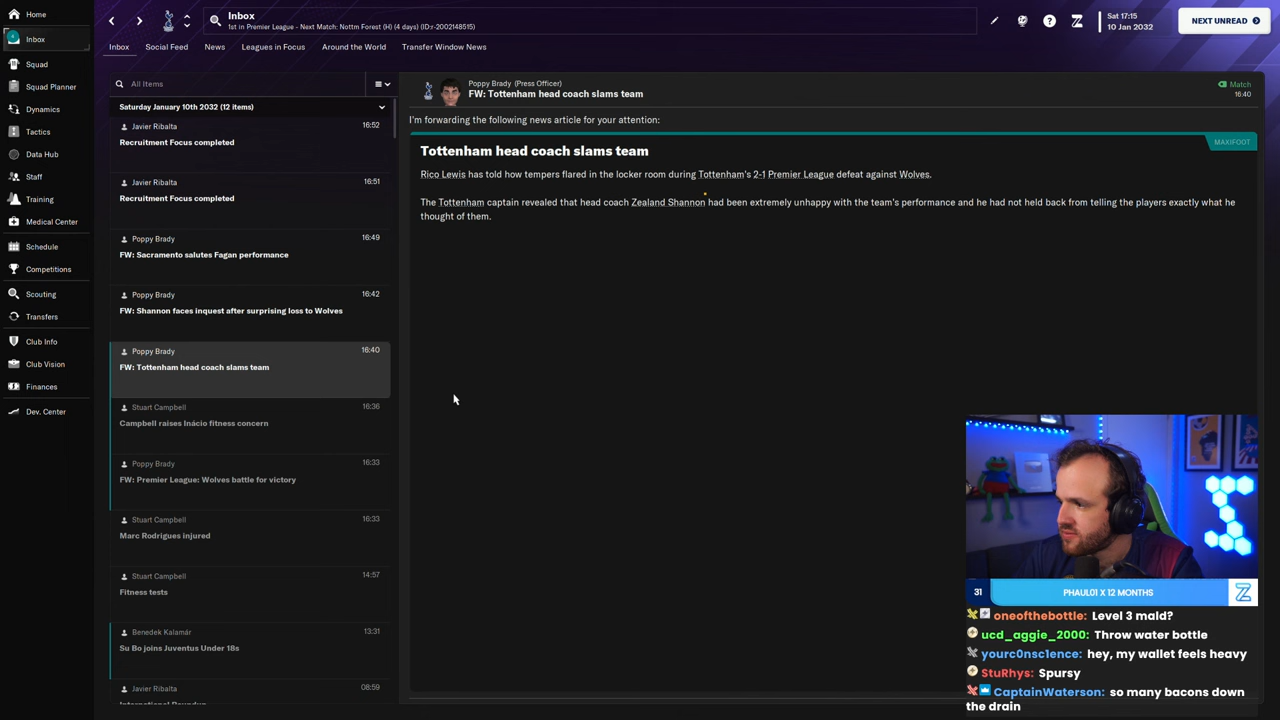 Home
Inbox
Squad
Squad Planner
Dynamics
Tactics
Data Hub
Staff
Training
Medical Center
Schedule
Competitions
Scouting
Transfers
Club Info
Club Vision
Finances
Dev. Center
Inbox
1st in Premier League - Next Match: Nottm Forest (H) (4 days) (ID:r-2002148515)
Sat 17:15
10 Jan 2032
NEXT UNREAD
Inbox Social Feed News Leagues in Focus Around the World Transfer Window News
All Items
Saturday January 10th 2032 (12 items)
Javier Ribalta 16:52
Recruitment Focus completed
Javier Ribalta 16:51
Recruitment Focus completed
Poppy Brady 16:49
FW: Sacramento salutes Fagan performance
Poppy Brady 16:42
FW: Shannon faces inquest after surprising loss to Wolves
Poppy Brady 16:40
FW: Tottenham head coach slams team
Stuart Campbell 16:36
Campbell raises Inácio fitness concern
Poppy Brady 16:33
FW: Premier League: Wolves battle for victory
Stuart Campbell 16:33
Marc Rodrigues injured
Stuart Campbell 14:57
Fitness tests
Benedek Kalamár 13:31
Su Bo joins Juventus Under 18s
Javier Ribalta 08:59
International Roundup
Poppy Brady (Press Officer)
FW: Tottenham head coach slams team
Match
16:40
I'm forwarding the following news article for your attention:
MAXIFOOT
Tottenham head coach slams team
Rico Lewis has told how tempers flared in the locker room during Tottenham's 2-1 Premier League defeat against Wolves.
The Tottenham captain revealed that head coach Zealand Shannon had been extremely unhappy with the team's performance and he had not held back from telling the players exactly what he
thought of them.
31 PHAUL01 X 12 MONTHS
oneofthebottle: Level 3 mald?
ucd_aggie_2000: Throw water bottle
yourc0nsc1ence: hey, my wallet feels heavy
StuRhys: Spursy
CaptainWaterson: so many bacons down
the drain